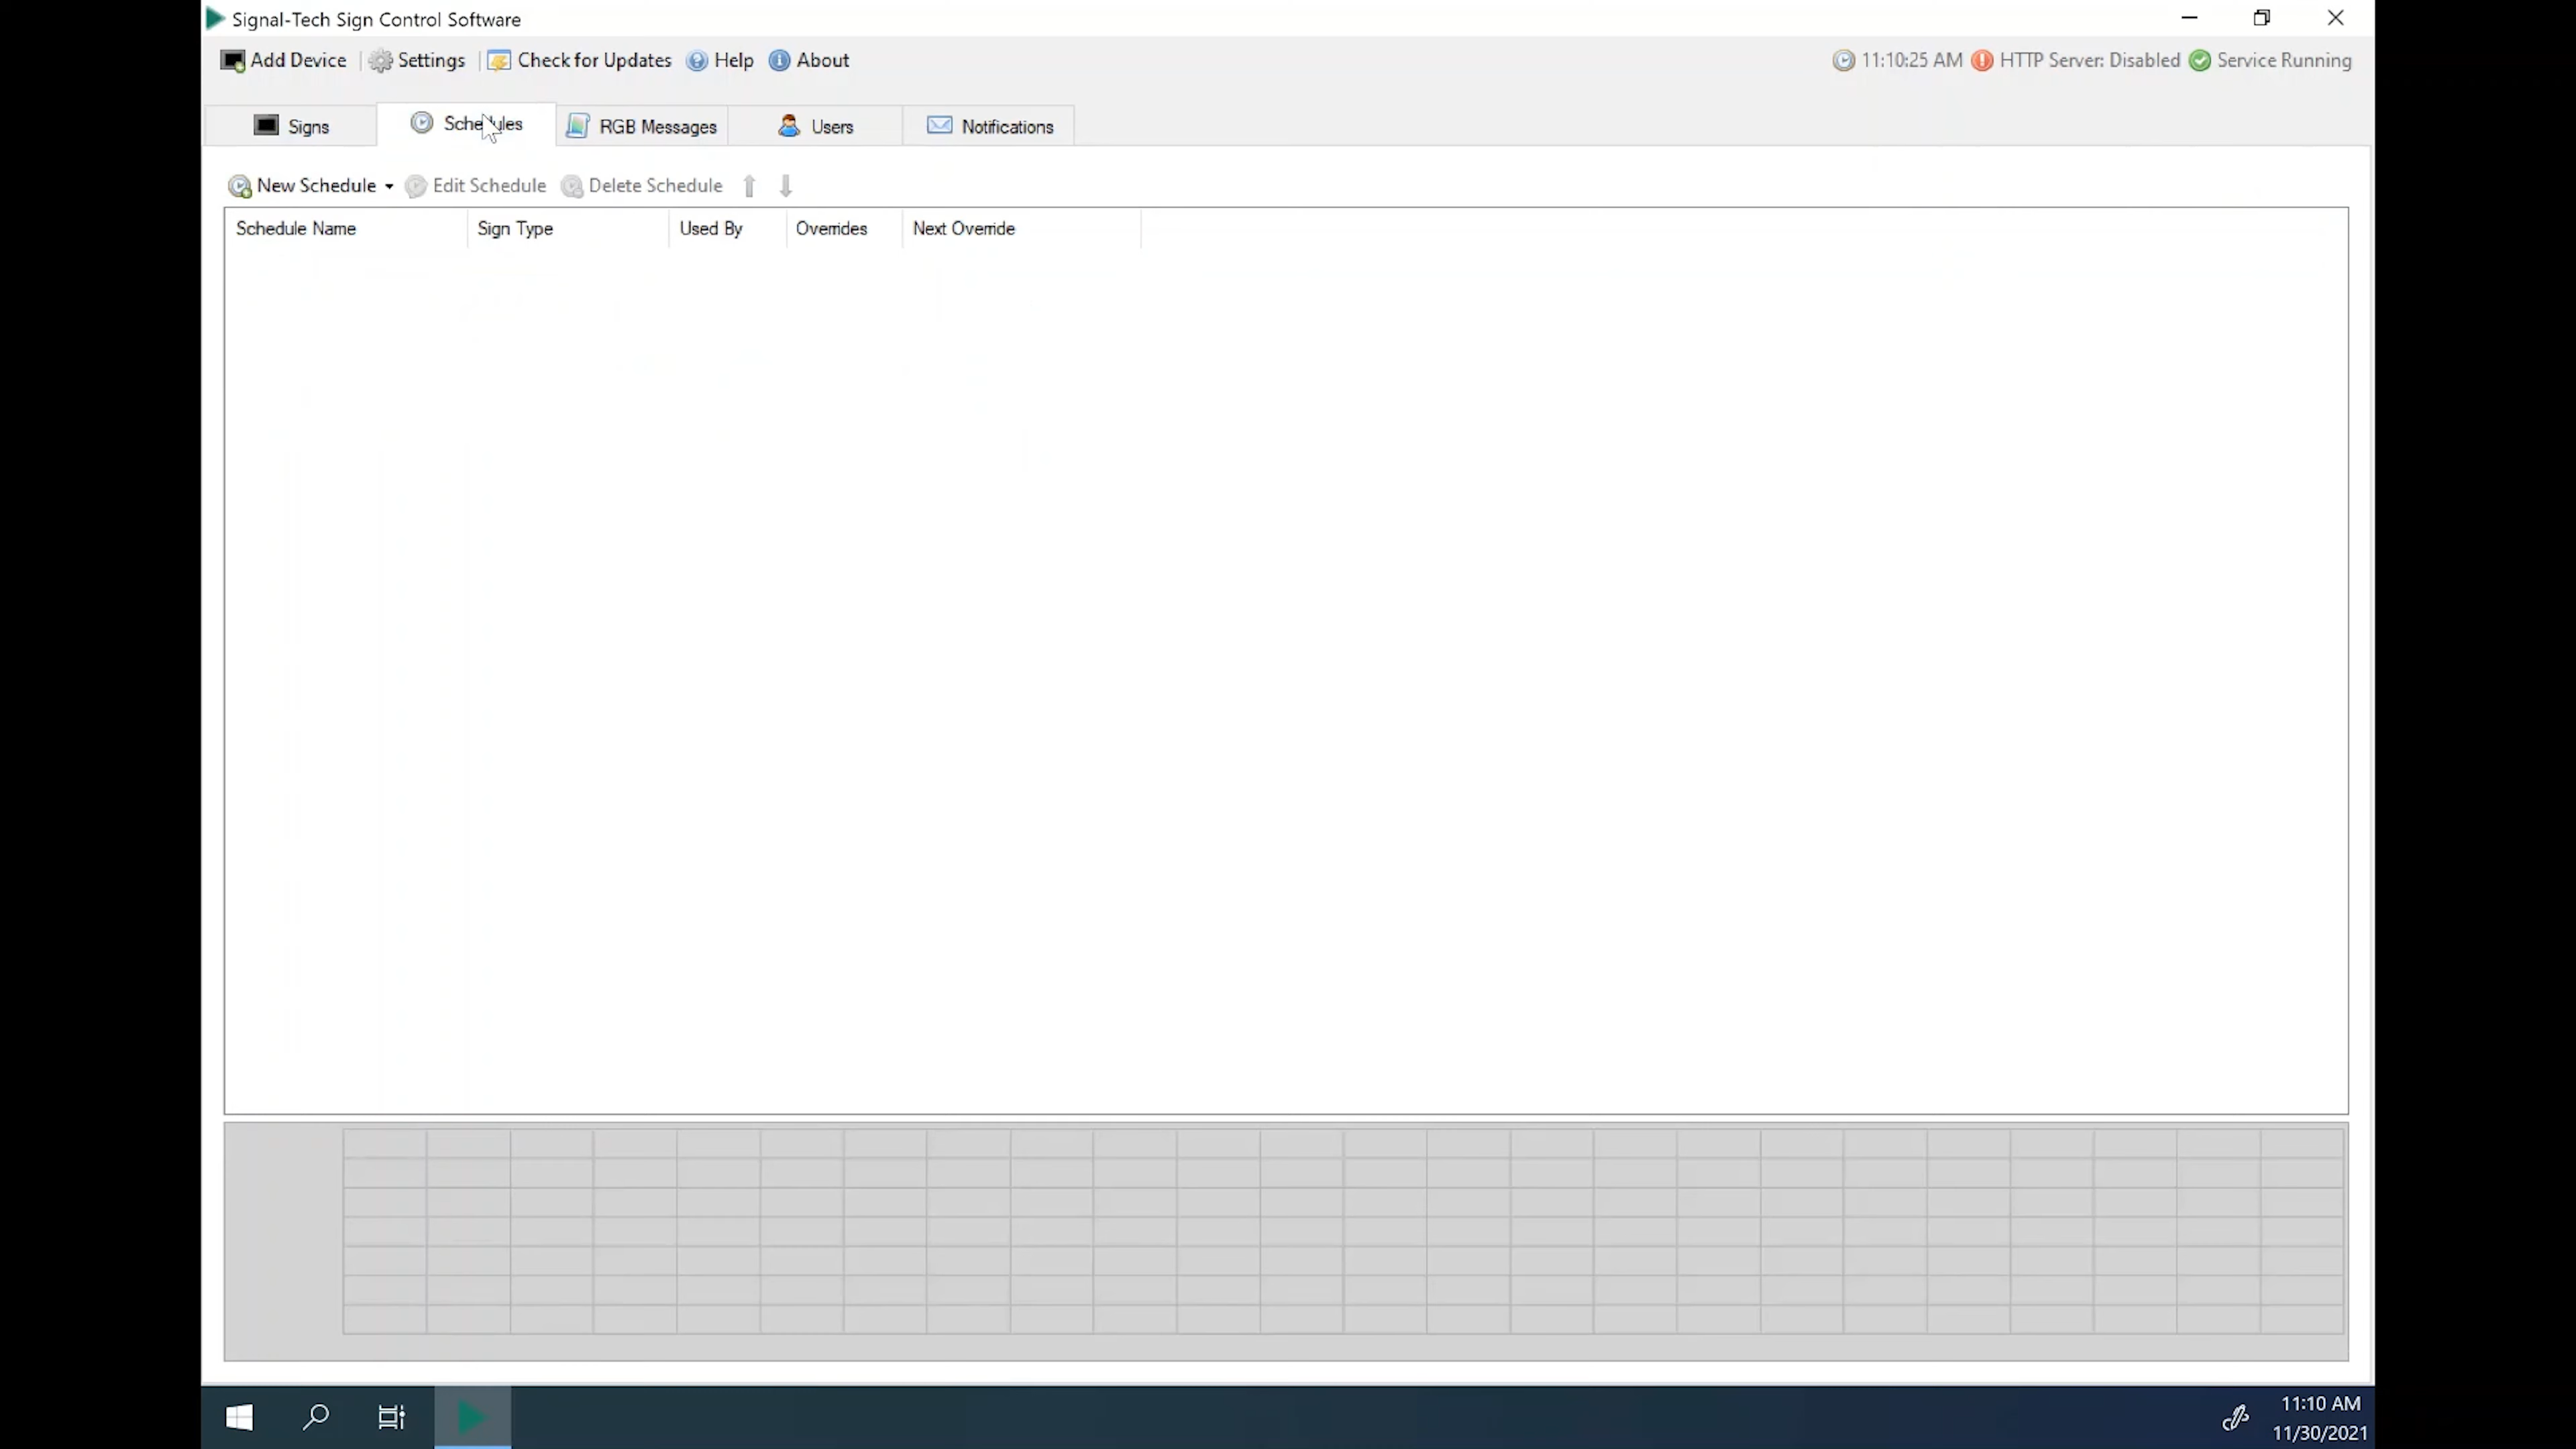 Signal-Tech Sign Control Software
Add Device Settings Check for Updates Help About 11:10:25 AM HTTP Server: Disabled Service Running
Signs Schedules RGB Messages Users Notifications
New Schedule Edit Schedule Delete Schedule
Schedule Name Sign Type Used By Overrides Next Override
11:10 AM
11/30/2021